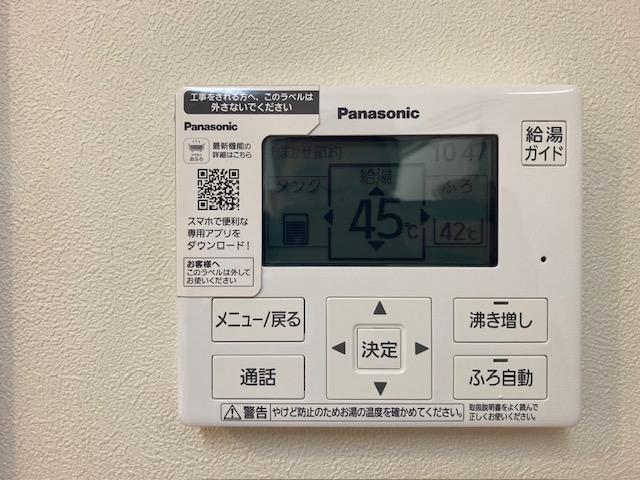 工事をされる方へ、このラベルは
外さないでください
Panasonic
Panasonic
最新機能の
詳細はこちら
スマホで便利な
専用アプリを
ダウンロード!
お客様へ
このラベルは外して
お使いください
おまかせ節約
10:47
タンク
給湯
45℃
ふろ
42℃
給湯
ガイド
メニュー/戻る
決定
沸き増し
通話
ふろ自動
警告
やけど防止のためお湯の温度を確かめてください。
取扱説明書をよく読んで
正しくお使いください。